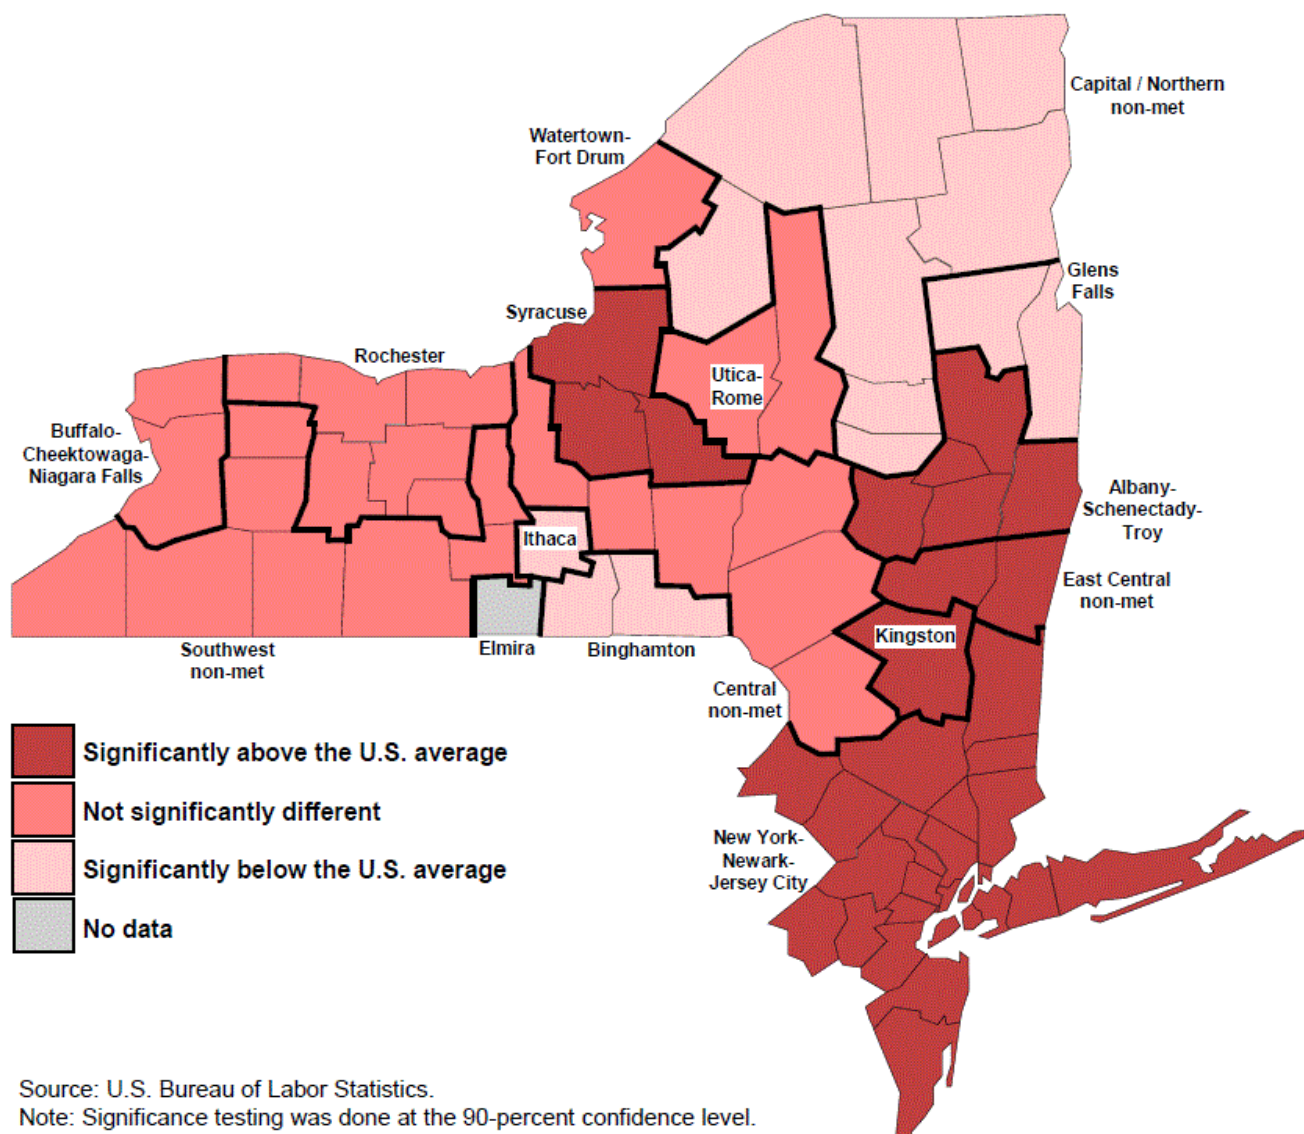 Capital / Northern
non-met
Watertown-
Fort Drum
Glens
Falls
Syracuse
Rochester
Utica-
Rome
Buffalo-
Cheektowaga-
Niagara Falls
Albany-
Schenectady-
Troy
Ithaca
East Central
non-met
Kingston
Southwest
non-met
Elmira
Binghamton
Central
non-met
Significantly above the U.S. average
Not significantly different
Significantly below the U.S. average
No data
New York-
Newark-
Jersey City
Source: U.S. Bureau of Labor Statistics.
Note: Significance testing was done at the 90-percent confidence level.